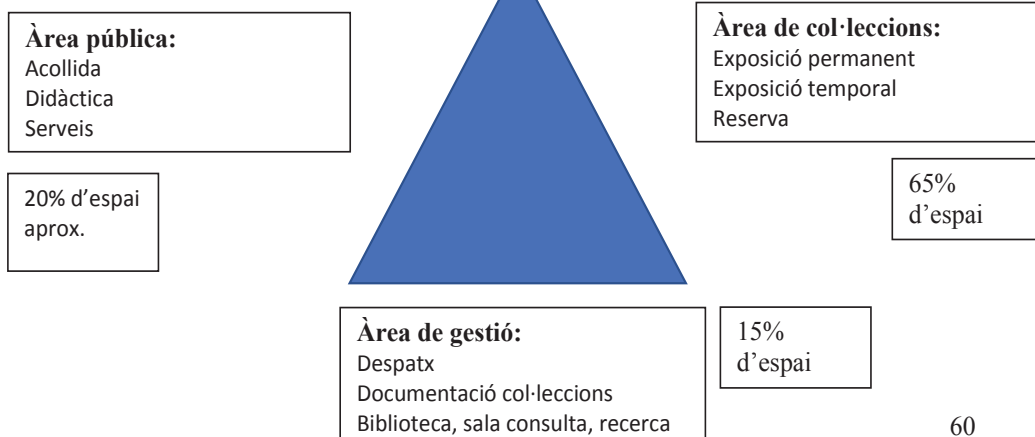 Àrea pública:
Acollida
Didàctica
Serveis
20% d’espai
aprox.
Àrea de col·leccions:
Exposició permanent
Exposició temporal
Reserva
65%
d’espai
Àrea de gestió:
Despatx
Documentació col·leccions
Biblioteca, sala consulta, recerca
15%
d’espai
60